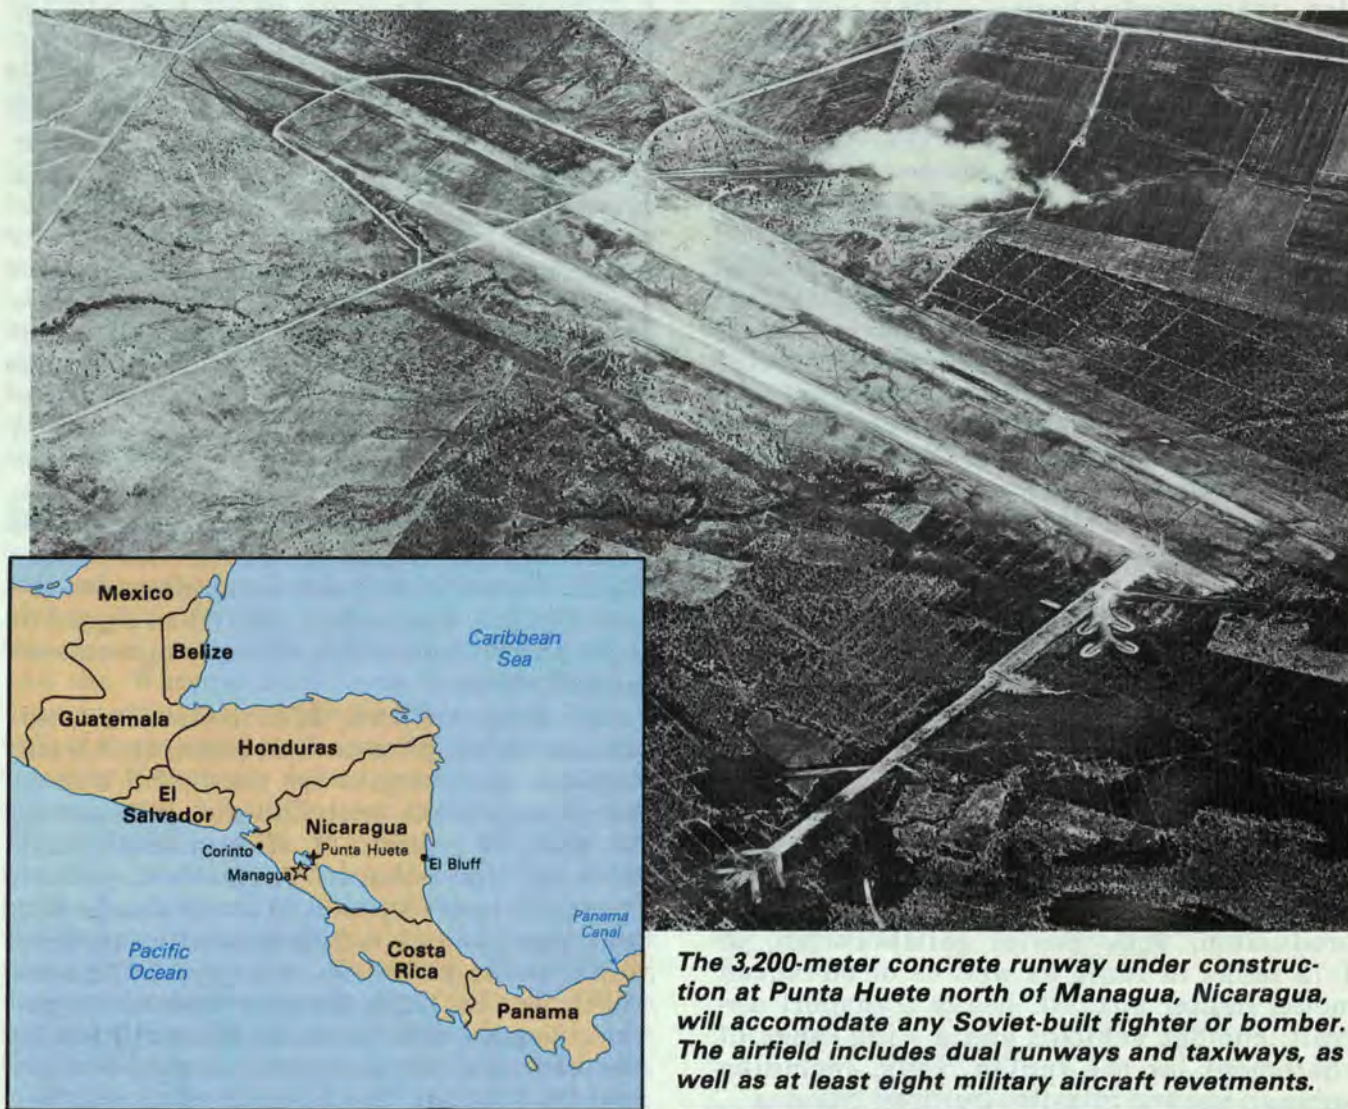 Mexico
Belize
Caribbean
Sea
Guatemala
Honduras
El
Salvador
Nicaragua
Corinto
Punta Huete
Managua
El Bluff
Panama
Canal
Pacific
Ocean
Costa
Rica
Panama
The 3,200-meter concrete runway under construc-
tion at Punta Huete north of Managua, Nicaragua,
will accomodate any Soviet-built fighter or bomber.
The airfield includes dual runways and taxiways, as
well as at least eight military aircraft revetments.